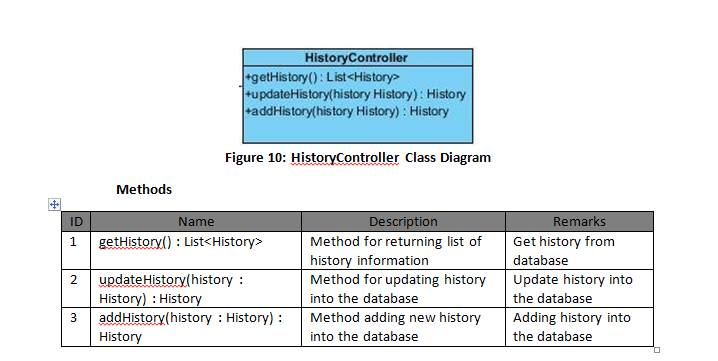 HistoryController
+getHistory() : List<History>
+updateHistory(history History) : History
+addHistory(history History) : History
Figure 10: HistoryController Class Diagram
Methods
ID Name Description Remarks
1 getHistory() : List<History> Method for returning list of Get history from
history information database
2 updateHistory(history : Method for updating history Update history into
History) : History into the database the database
3 addHistory(history : History) : Method adding new history Adding history into
History into the database the database